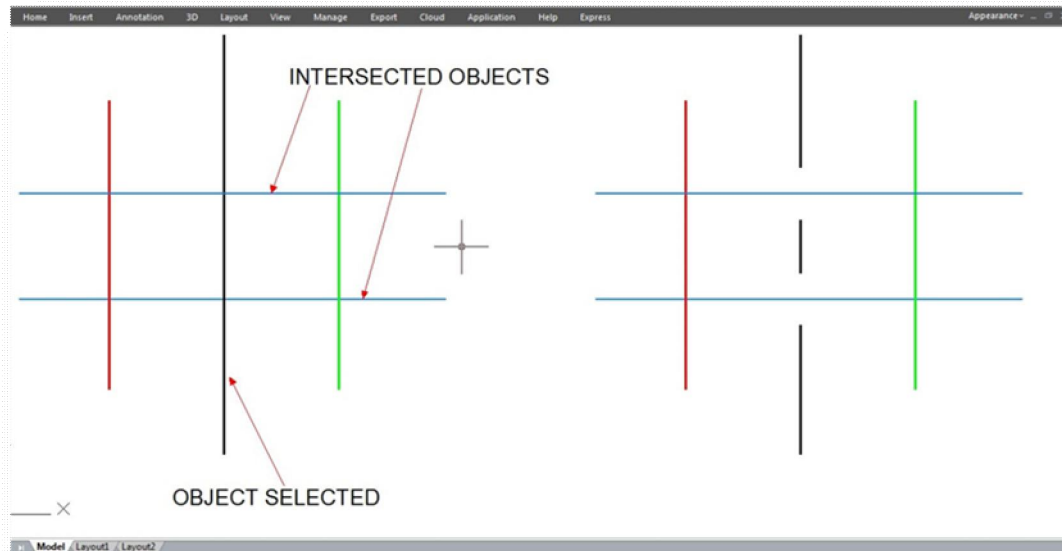 Home Insert Annotation 3D Layout View Manage Export Cloud Application Help Express Appearance
INTERSECTED OBJECTS
OBJECT SELECTED
Model Layout1 Layout2